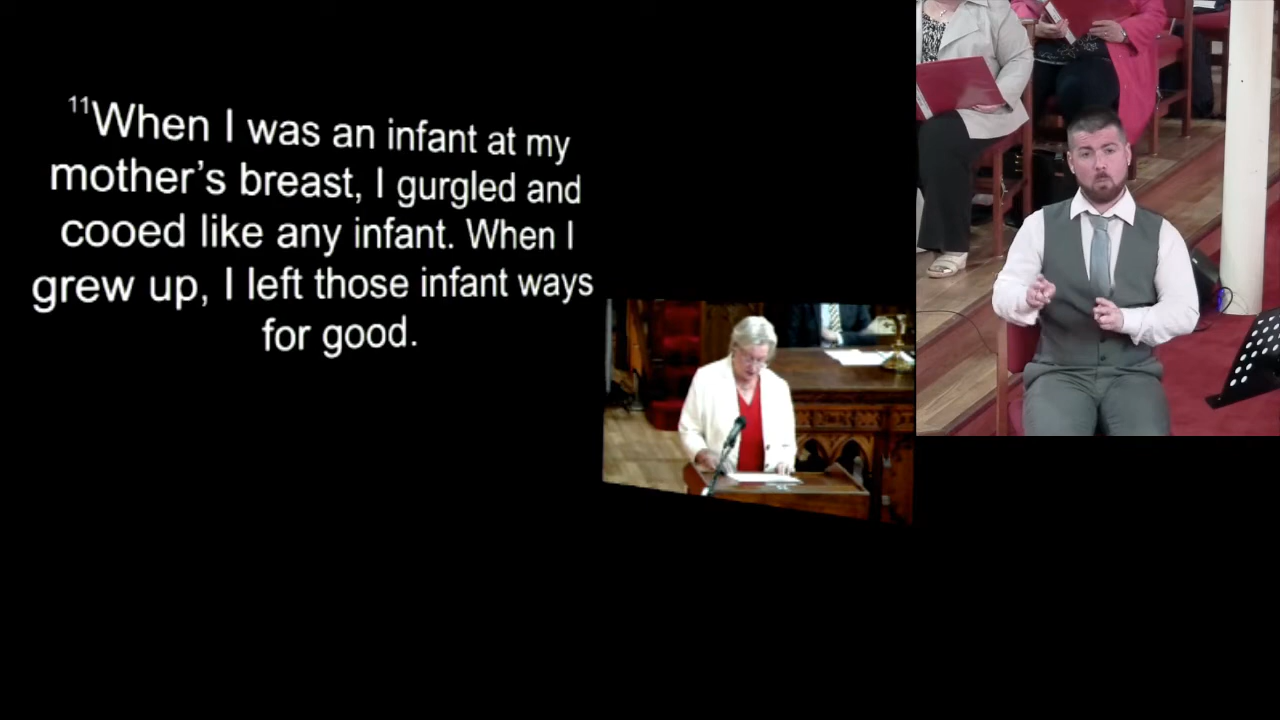 ¹¹When I was an infant at my
mother’s breast, I gurgled and
cooed like any infant. When I
grew up, I left those infant ways
for good.